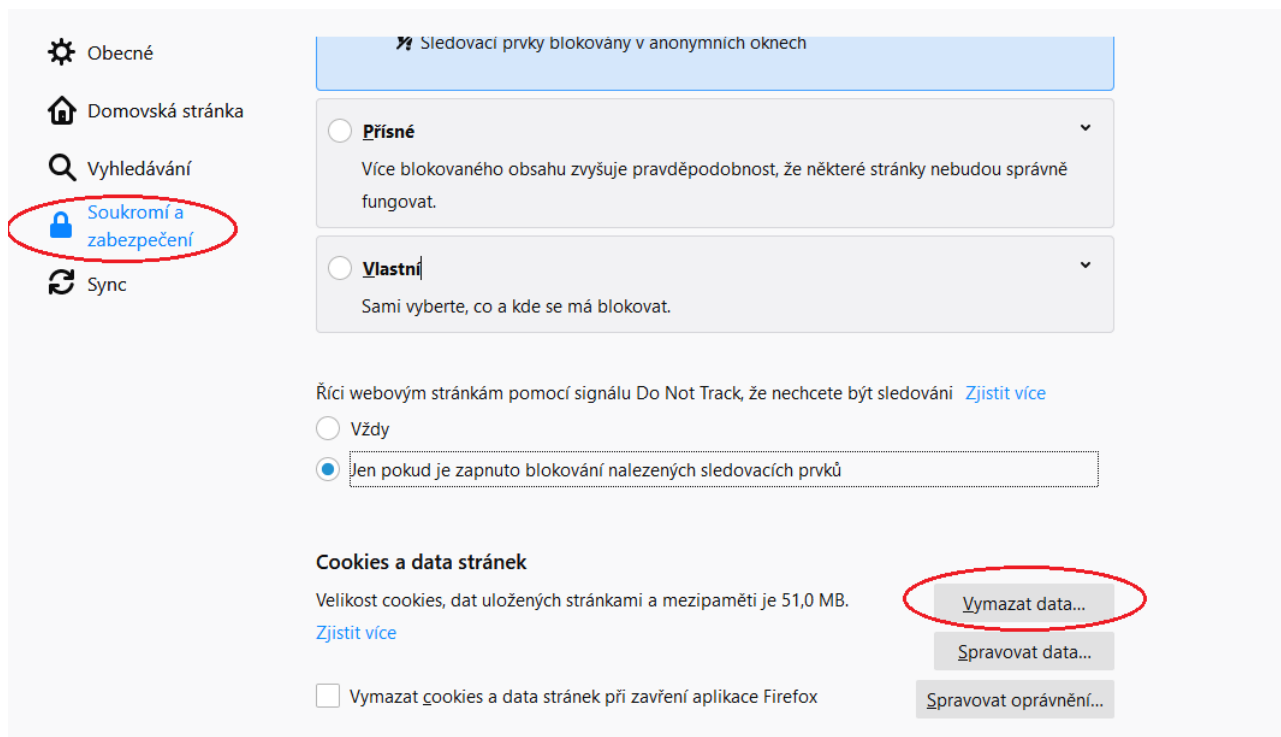 Obecné
Domovská stránka
Vyhledávání
Soukromí a
zabezpečení
Sync
Sledovací prvky blokovány v anonymních oknech
Přísné
Více blokovaného obsahu zvyšuje pravděpodobnost, že některé stránky nebudou správně
fungovat.
Vlastní
Sami vyberte, co a kde se má blokovat.
Říci webovým stránkám pomocí signálu Do Not Track, že nechcete být sledováni Zjistit více
Vždy
Jen pokud je zapnuto blokování nalezených sledovacích prvků
Cookies a data stránek
Velikost cookies, dat uložených stránkami a mezipaměti je 51,0 MB.
Zjistit více
Vymazat data...
Spravovat data...
Vymazat cookies a data stránek při zavření aplikace Firefox
Spravovat oprávnění...